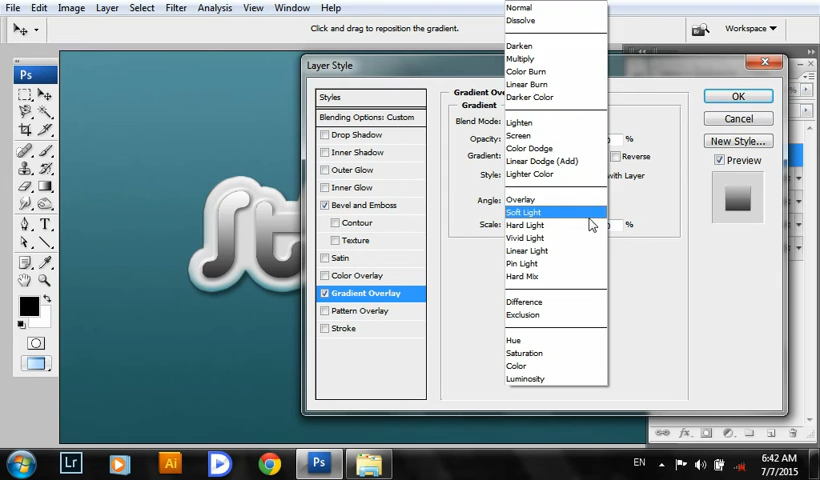 File Edit Image Layer Select Filter Analysis View Window Help
Click and drag to reposition the gradient.
Workspace
Ps
Layer Style
Styles
Blending Options: Custom
Drop Shadow
Inner Shadow
Outer Glow
Inner Glow
Bevel and Emboss
Contour
Texture
Satin
Color Overlay
Gradient Overlay
Pattern Overlay
Stroke
Gradient
Blend Mode:
Opacity:
%
Gradient:
Reverse
Style:
with Layer
Angle:
Scale:
%
Normal
Dissolve
Darken
Multiply
Color Burn
Linear Burn
Darker Color
Lighten
Screen
Color Dodge
Linear Dodge (Add)
Lighter Color
Overlay
Soft Light
Hard Light
Vivid Light
Linear Light
Pin Light
Hard Mix
Difference
Exclusion
Hue
Saturation
Color
Luminosity
OK
Cancel
New Style...
Preview
St
Lr
Ai
Ps
EN
6:42 AM
7/7/2015